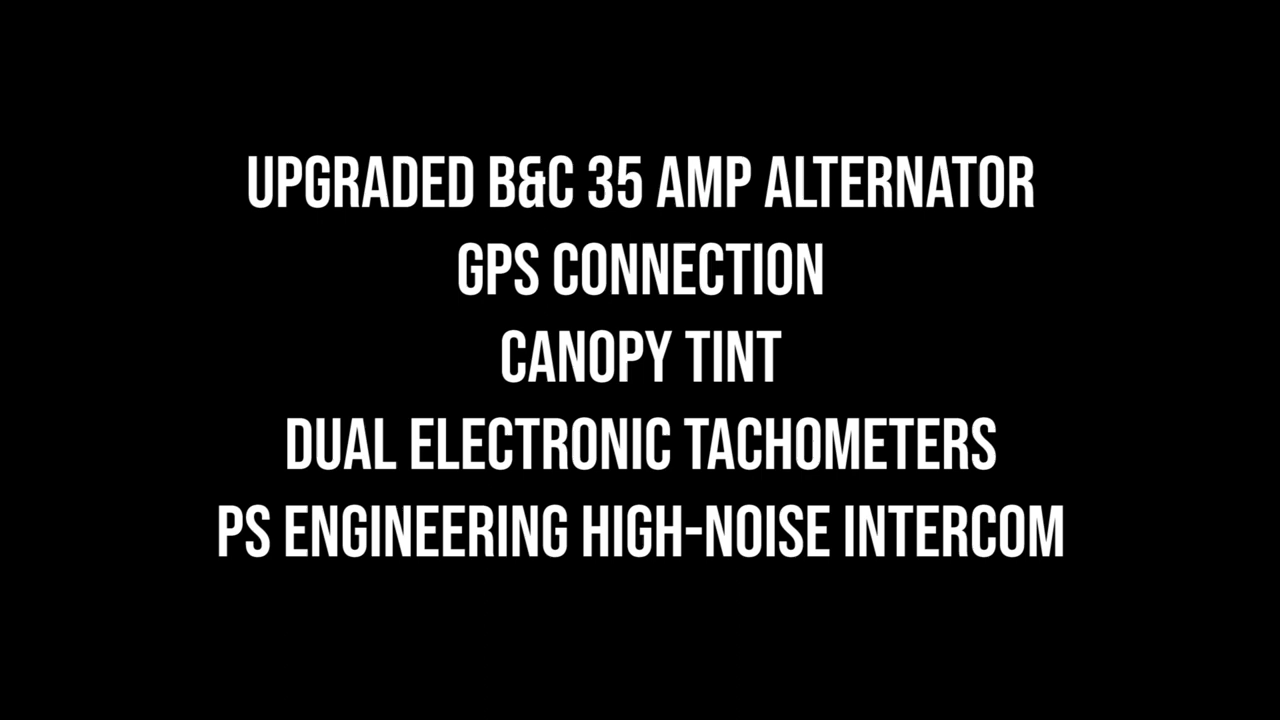 UPGRADED B&C 35 AMP ALTERNATOR
GPS CONNECTION
CANOPY TINT
DUAL ELECTRONIC TACHOMETERS
PS ENGINEERING HIGH-NOISE INTERCOM